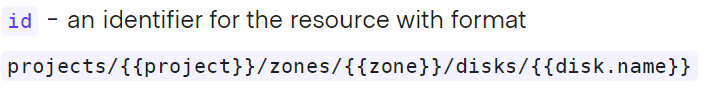 id - an identifier for the resource with format
projects/{{project}}/zones/{{zone}}/disks/{{disk.name}}